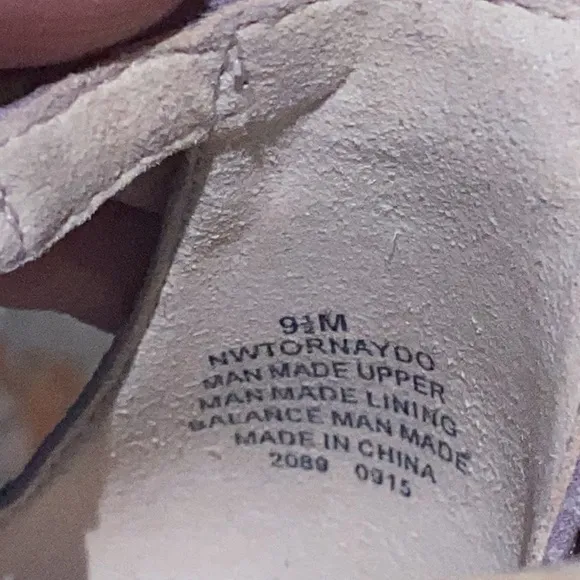 9½M
NWTORNAYDO
MAN MADE UPPER
MAN MADE LINING
BALANCE MAN MADE
MADE IN CHINA
2089 0915